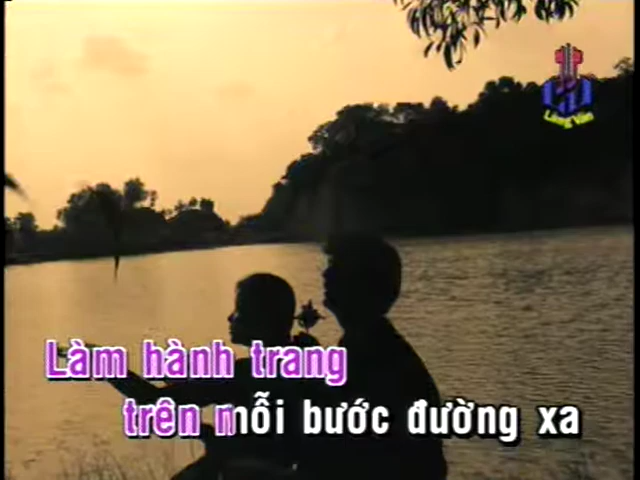 Làng Văn
Làm hành trang
trên mỗi bước đường xa